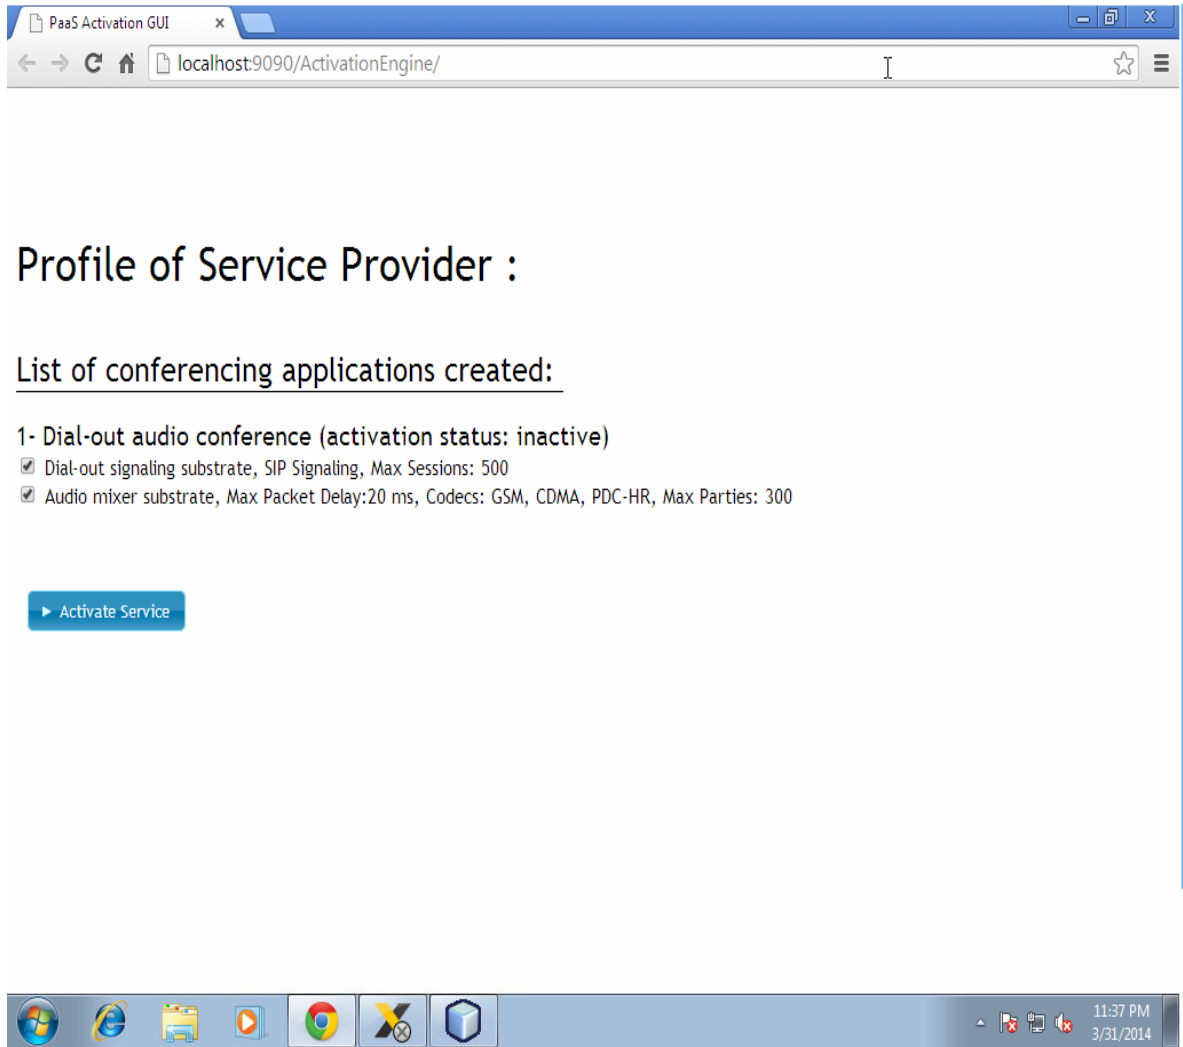 PaaS Activation GUI
localhost:9090/ActivationEngine/
Profile of Service Provider :
List of conferencing applications created:
1- Dial-out audio conference (activation status: inactive)
Dial-out signaling substrate, SIP Signaling, Max Sessions: 500
Audio mixer substrate, Max Packet Delay:20 ms, Codecs: GSM, CDMA, PDC-HR, Max Parties: 300
Activate Service
11:37 PM
3/31/2014